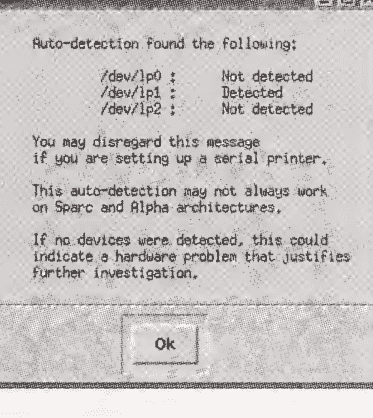 Auto-detection found the following:
/dev/lp0 : Not detected
/dev/lp1 : Detected
/dev/lp2 : Not detected
You may disregard this message
if you are setting up a serial printer.
This auto-detection may not always work
on Sparc and Alpha architectures.
If no devices were detected, this could
indicate a hardware problem that justifies
further investigation.
Ok